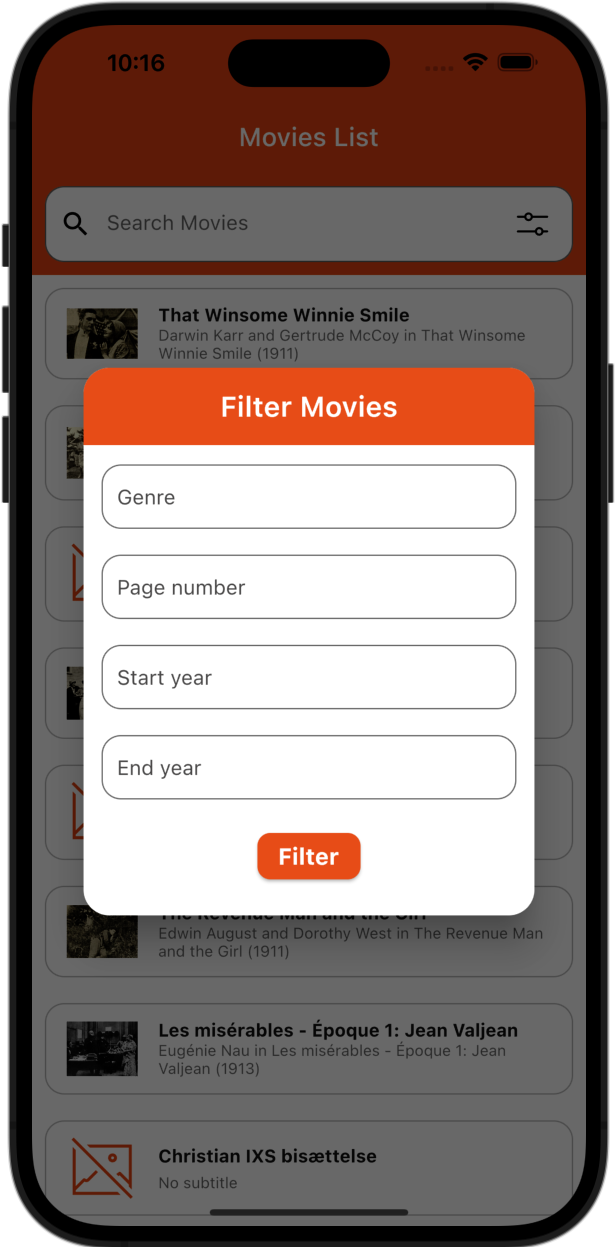 10:16
Movies List
Search Movies
That Winsome Winnie Smile
Darwin Karr and Gertrude McCoy in That Winsome
Winnie Smile (1911)
Filter Movies
Genre
Page number
Start year
End year
Filter
The Revenue Man and the Girl
Edwin August and Dorothy West in The Revenue Man
and the Girl (1911)
Les misérables - Époque 1: Jean Valjean
Eugénie Nau in Les misérables - Époque 1: Jean
Valjean (1913)
Christian IXS bisættelse
No subtitle